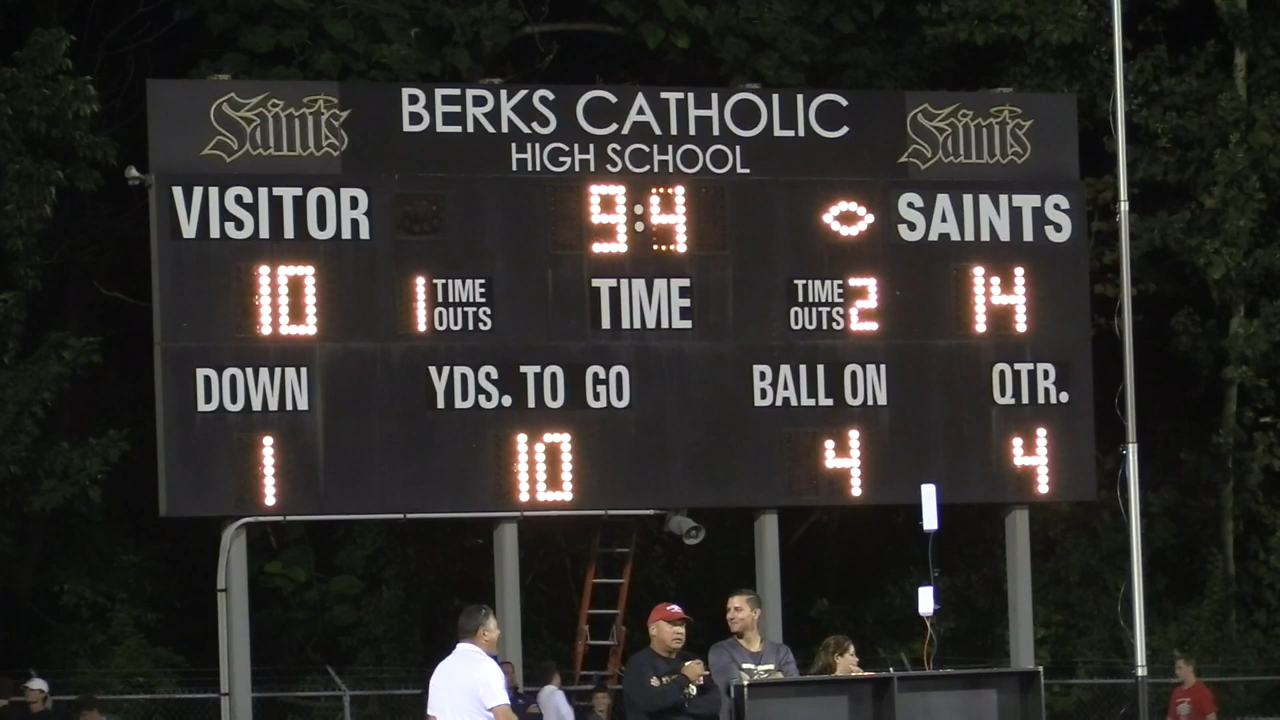 Saints BERKS CATHOLIC Saints
HIGH SCHOOL
VISITOR 9:4 SAINTS
10 1 TIME OUTS TIME TIME OUTS 2 14
DOWN YDS. TO GO BALL ON QTR.
1 10 4 4